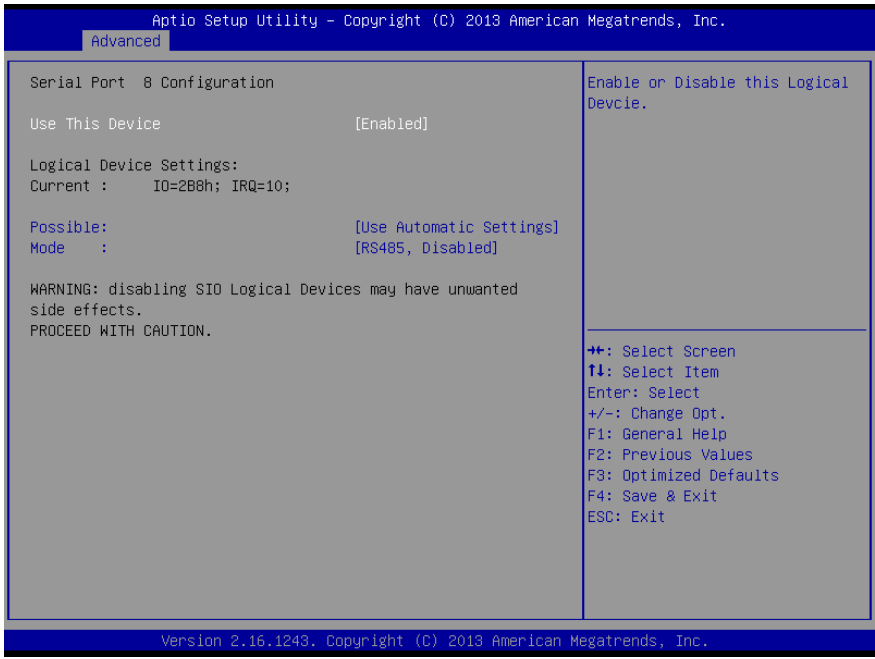 Aptio Setup Utility – Copyright (C) 2013 American Megatrends, Inc.
Advanced
Serial Port 8 Configuration
Use This Device [Enabled]
Logical Device Settings:
Current : IO=2B8h; IRQ=10;
Possible: [Use Automatic Settings]
Mode : [RS485, Disabled]
WARNING: disabling SIO Logical Devices may have unwanted
side effects.
PROCEED WITH CAUTION.
Enable or Disable this Logical
Devcie.
→←: Select Screen
↑↓: Select Item
Enter: Select
+/-: Change Opt.
F1: General Help
F2: Previous Values
F3: Optimized Defaults
F4: Save & Exit
ESC: Exit
Version 2.16.1243. Copyright (C) 2013 American Megatrends, Inc.